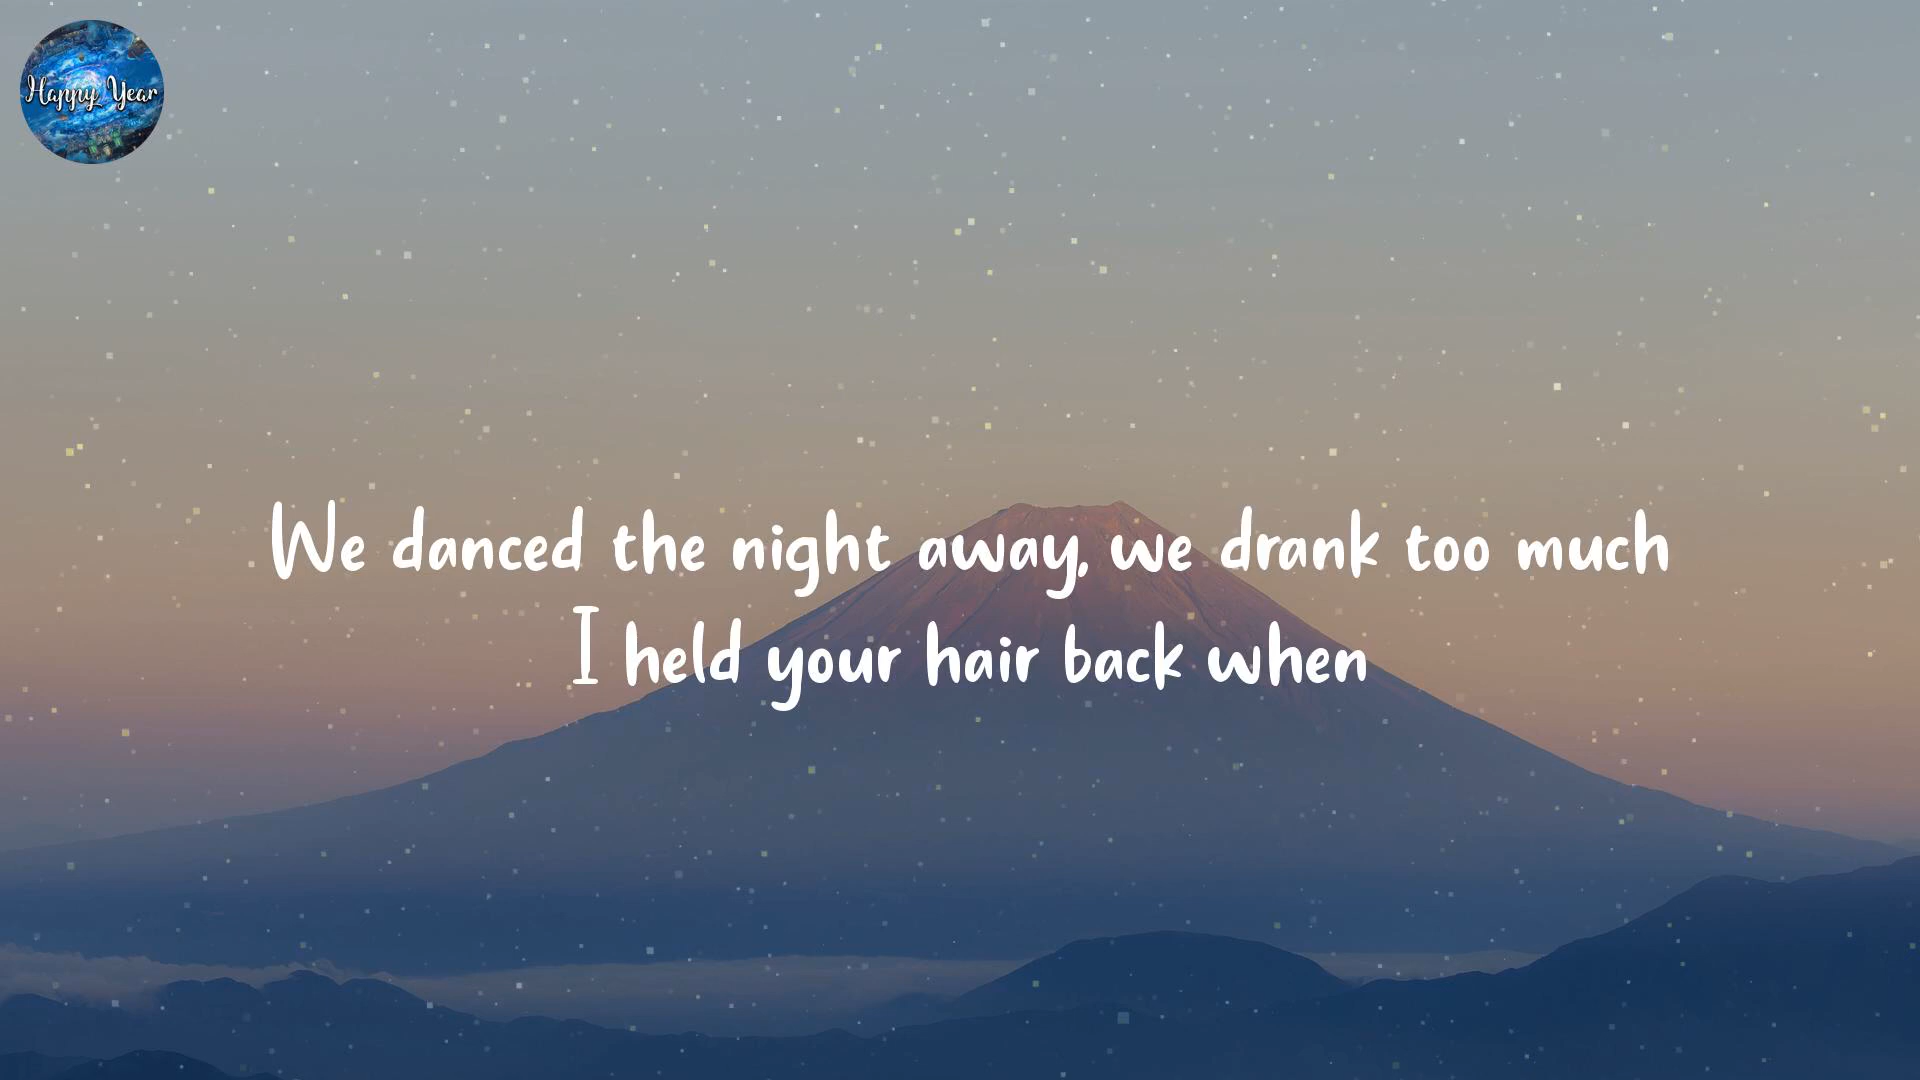 Happy Year
We danced the night away, we drank too much
I held your hair back when